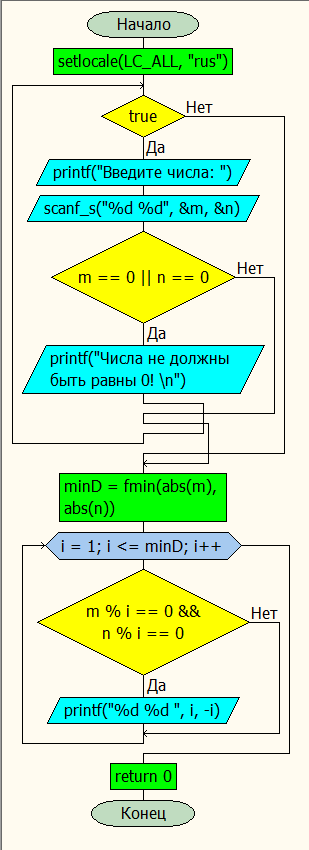 Начало
setlocale(LC_ALL, "rus")
true
Нет
Да
printf("Введите числа: ")
scanf_s("%d %d", &m, &n)
m == 0 || n == 0
Нет
Да
printf("Числа не должны
быть равны 0! \n")
minD = fmin(abs(m),
abs(n))
i = 1; i <= minD; i++
m % i == 0 &&
n % i == 0
Нет
Да
printf("%d %d ", i, -i)
return 0
Конец